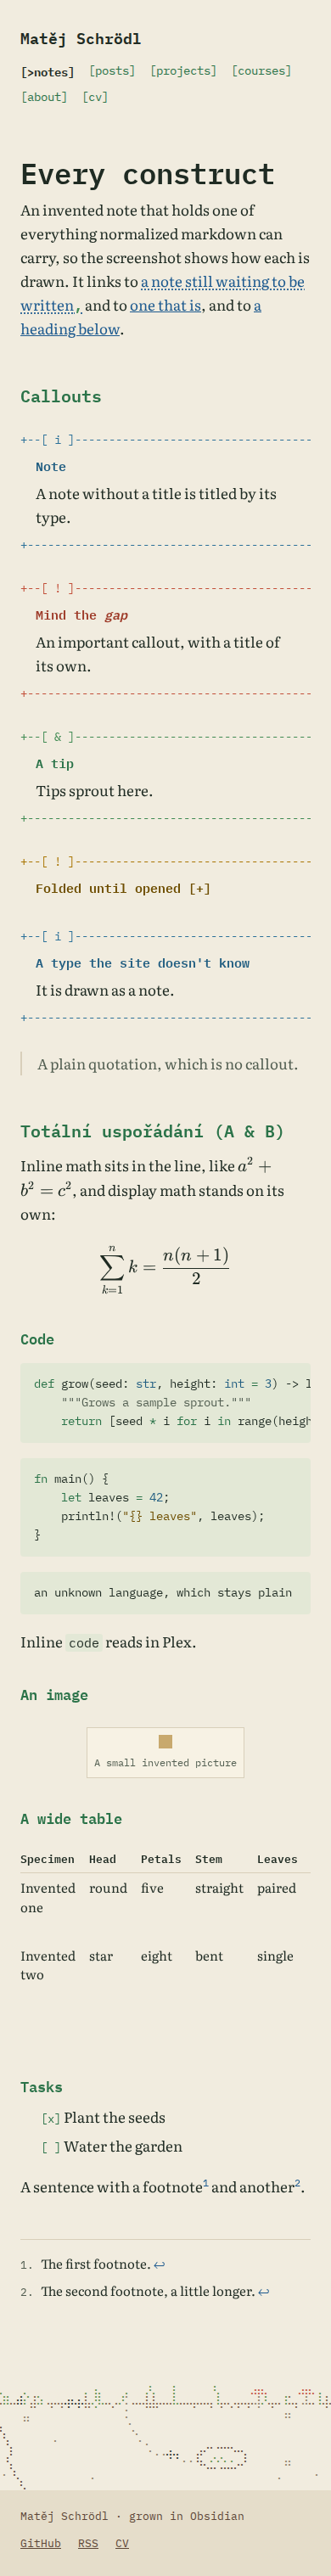 Matěj Schrödl
[>notes] [posts] [projects] [courses]
[about] [cv]
Every construct
An invented note that holds one of
everything normalized markdown can
carry, so the screenshot shows how each is
drawn. It links to a note still waiting to be
written, and to one that is, and to a
heading below.
Callouts
+--[ i ]-----------------------------------
Note
A note without a title is titled by its
type.
+------------------------------------------
+--[ ! ]-----------------------------------
Mind the gap
An important callout, with a title of
its own.
+------------------------------------------
+--[ & ]-----------------------------------
A tip
Tips sprout here.
+------------------------------------------
+--[ ! ]-----------------------------------
Folded until opened [+]
+--[ i ]-----------------------------------
A type the site doesn't know
It is drawn as a note.
+------------------------------------------
A plain quotation, which is no callout.
Totální uspořádání (A & B)
Inline math sits in the line, like a² +
b² = c², and display math stands on its
own:
∑_{k=1}^{n} k = n(n + 1)/2
Code
def grow(seed: str, height: int = 3) -> l
"""Grows a sample sprout."""
return [seed * i for i in range(heigh
fn main() {
let leaves = 42;
println!("{} leaves", leaves);
}
an unknown language, which stays plain
Inline code reads in Plex.
An image
A small invented picture
A wide table
Specimen Head Petals Stem Leaves
Invented round five straight paired
one
Invented star eight bent single
two
Tasks
[x] Plant the seeds
[ ] Water the garden
A sentence with a footnote¹ and another².
1. The first footnote. ↩
2. The second footnote, a little longer. ↩
Matěj Schrödl · grown in Obsidian
GitHub RSS CV